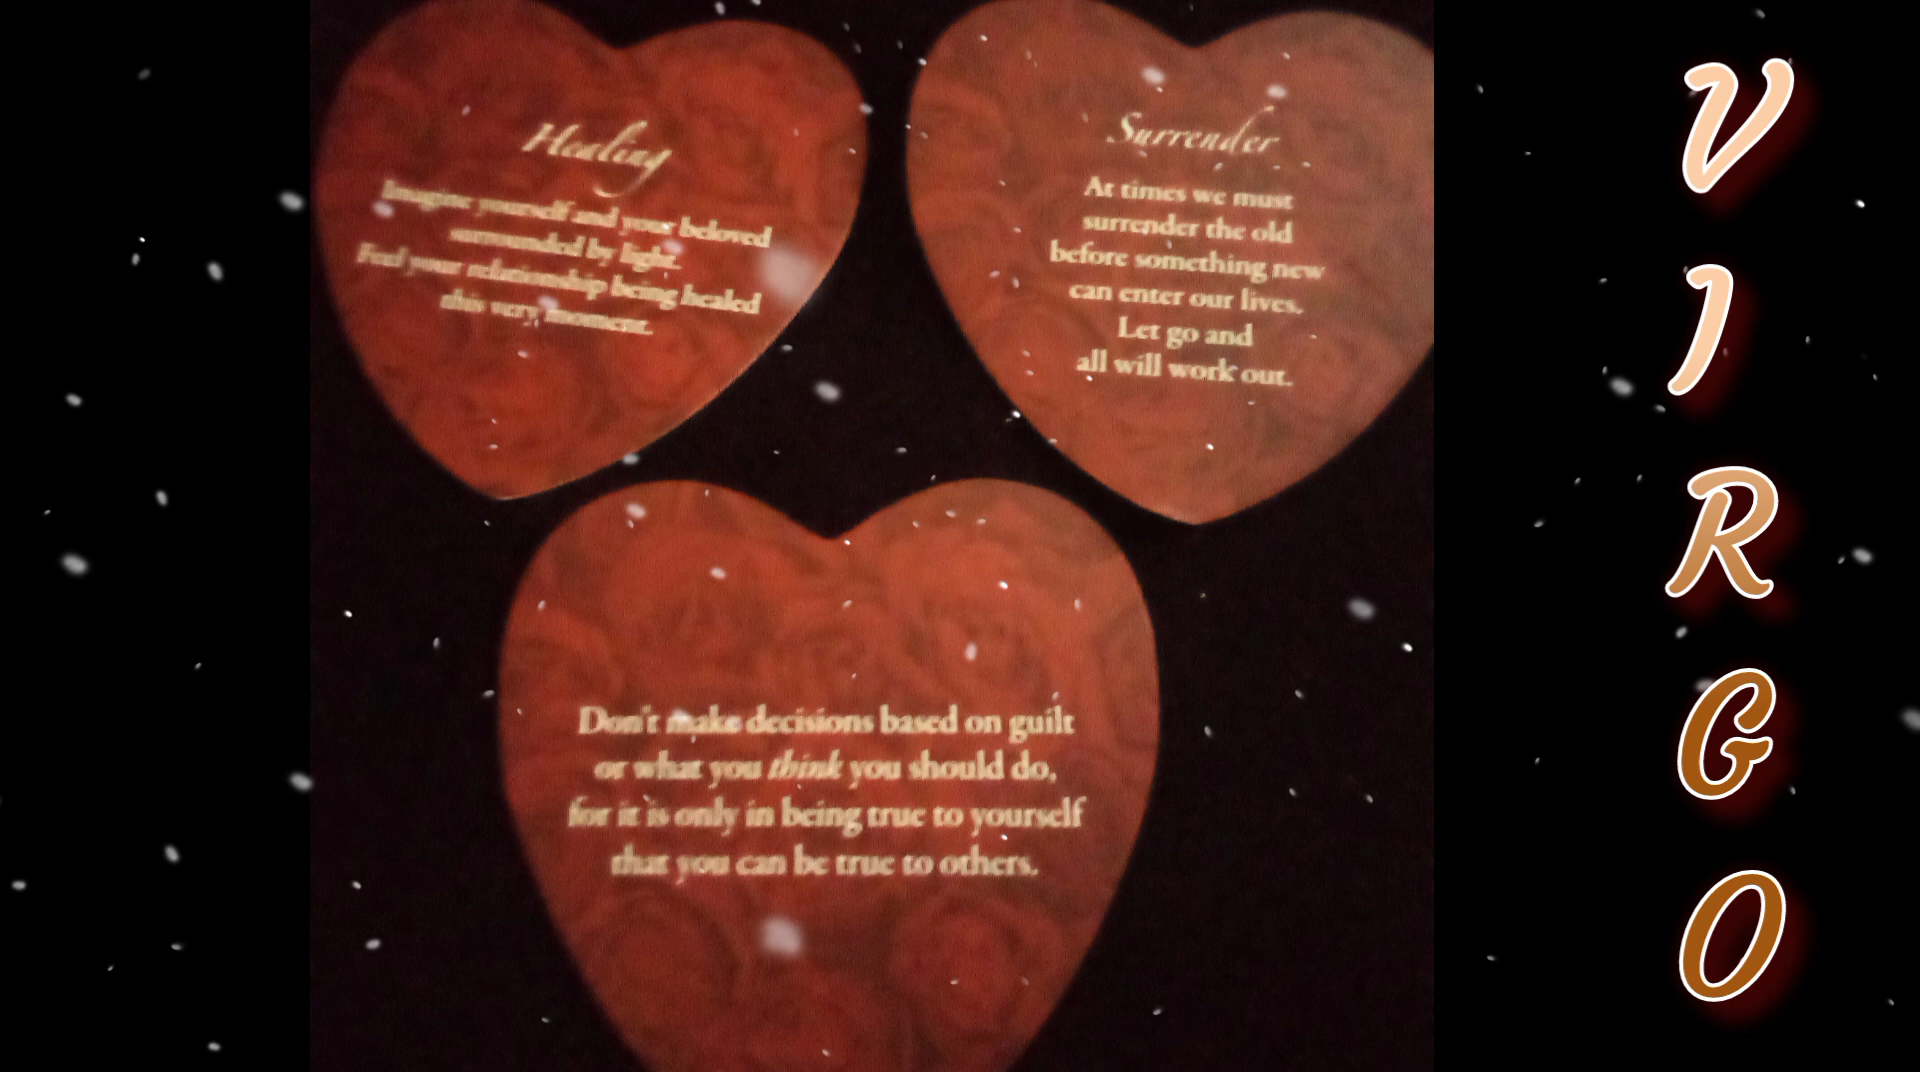 Healing
Imagine yourself and your beloved
surrounded by light.
Feel your relationship being healed
this very moment.
Surrender
At times we must
surrender the old
before something new
can enter our lives.
Let go and
all will work out.
Don't make decisions based on guilt
or what you think you should do,
for it is only in being true to yourself
that you can be true to others.
VIRGO